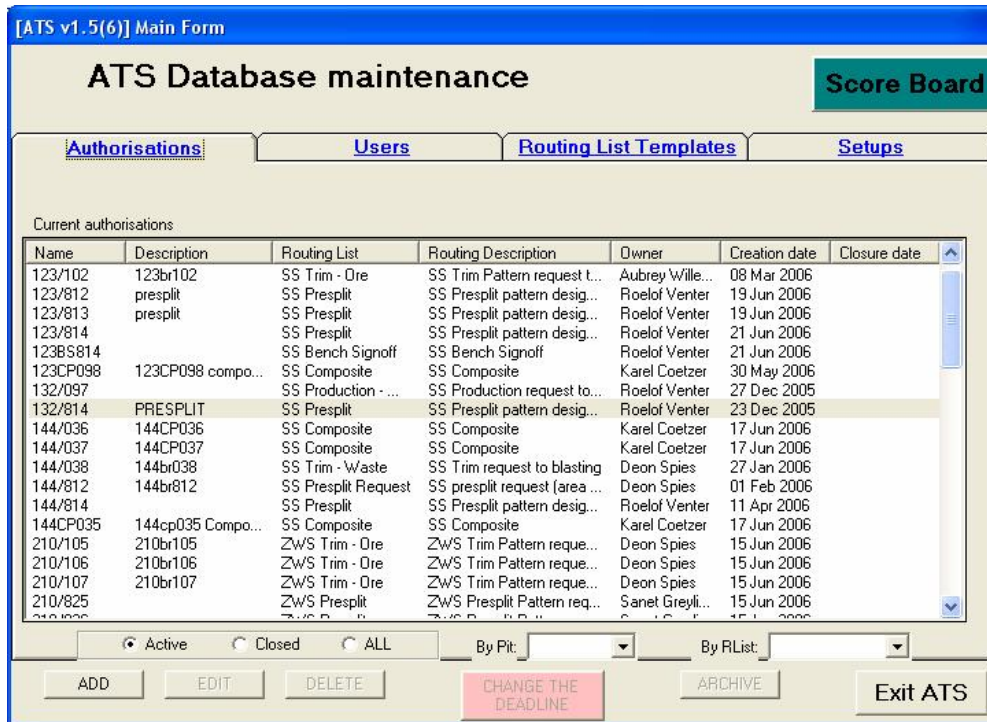 [ATS v1.5(6)] Main Form
ATS Database maintenance
Score Board
Authorisations Users Routing List Templates Setups
Current authorisations
Name Description Routing List Routing Description Owner Creation date Closure date
123/102 123br102 SS Trim - Ore SS Trim Pattern request t... Aubrey Wille... 08 Mar 2006
123/812 presplit SS Presplit SS Presplit pattern desig... Roelof Venter 19 Jun 2006
123/813 presplit SS Presplit SS Presplit pattern desig... Roelof Venter 19 Jun 2006
123/814 SS Presplit SS Presplit pattern desig... Roelof Venter 21 Jun 2006
123BS814 SS Bench Signoff SS Bench Signoff Roelof Venter 21 Jun 2006
123CP098 123CP098 compo... SS Composite SS Composite Karel Coetzer 30 May 2006
132/097 SS Production - ... SS Production request to... Roelof Venter 27 Dec 2005
132/814 PRESPLIT SS Presplit SS Presplit pattern desig... Roelof Venter 23 Dec 2005
144/036 144CP036 SS Composite SS Composite Karel Coetzer 17 Jun 2006
144/037 144CP037 SS Composite SS Composite Karel Coetzer 17 Jun 2006
144/038 144br038 SS Trim - Waste SS Trim request to blasting Deon Spies 27 Jan 2006
144/812 144br812 SS Presplit Request SS presplit request (area ... Deon Spies 01 Feb 2006
144/814 SS Presplit SS Presplit pattern desig... Roelof Venter 11 Apr 2006
144CP035 144cp035 Compo... SS Composite SS Composite Karel Coetzer 17 Jun 2006
210/105 210br105 ZWS Trim - Ore ZWS Trim Pattern reque... Deon Spies 15 Jun 2006
210/106 210br106 ZWS Trim - Ore ZWS Trim Pattern reque... Deon Spies 15 Jun 2006
210/107 210br107 ZWS Trim - Ore ZWS Trim Pattern reque... Deon Spies 15 Jun 2006
210/825 ZWS Presplit ZWS Presplit Pattern req... Sanet Greyli... 15 Jun 2006
Active Closed ALL By Pit: By RList:
ADD EDIT DELETE CHANGE THE DEADLINE ARCHIVE Exit ATS